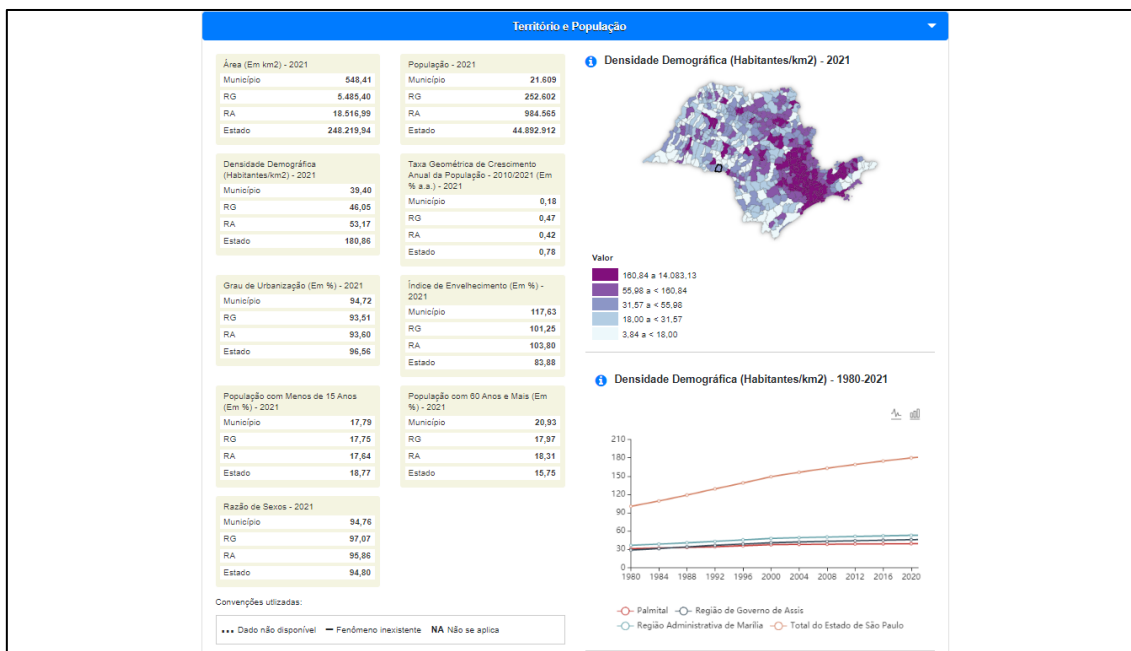 Território e População
Área (Em km2) - 2021
Município 548,41
RG 5.485,40
RA 18.516,99
Estado 248.219,94
População - 2021
Município 21.609
RG 252.602
RA 984.565
Estado 44.892.912
Densidade Demográfica
(Habitantes/km2) - 2021
Município 39,40
RG 46,05
RA 53,17
Estado 180,86
Taxa Geométrica de Crescimento
Anual da População - 2010/2021 (Em
% a.a.) - 2021
Município 0,18
RG 0,47
RA 0,42
Estado 0,78
Grau de Urbanização (Em %) - 2021
Município 94,72
RG 93,51
RA 93,60
Estado 96,56
Índice de Envelhecimento (Em %) -
2021
Município 117,63
RG 101,25
RA 103,80
Estado 83,88
População com Menos de 15 Anos
(Em %) - 2021
Município 17,79
RG 17,75
RA 17,64
Estado 18,77
População com 60 Anos e Mais (Em
%) - 2021
Município 20,93
RG 17,97
RA 18,31
Estado 15,75
Razão de Sexos - 2021
Município 94,76
RG 97,07
RA 95,86
Estado 94,80
Convenções utlizadas:
... Dado não disponível — Fenômeno inexistente NA Não se aplica
Densidade Demográfica (Habitantes/km2) - 2021
Valor
160,84 a 14.083,13
55,98 a < 160,84
31,57 a < 55,98
18,00 a < 31,57
3,84 a < 18,00
Densidade Demográfica (Habitantes/km2) - 1980-2021
210
180
150
120
90
60
30
0
1980 1984 1988 1992 1996 2000 2004 2008 2012 2016 2020
Palmital Região de Governo de Assis
Região Administrativa de Marília Total do Estado de São Paulo